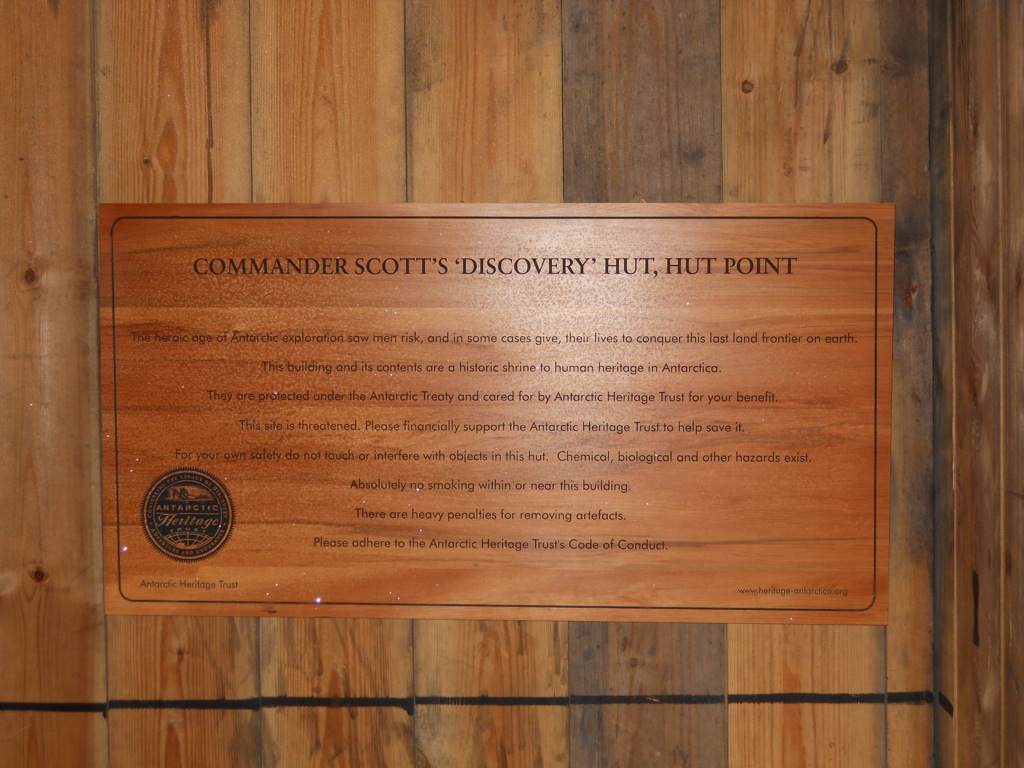 COMMANDER SCOTT'S 'DISCOVERY' HUT, HUT POINT
The heroic age of Antarctic exploration saw men risk, and in some cases give, their lives to conquer this last land frontier on earth.
This building and its contents are a historic shrine to human heritage in Antarctica.
They are protected under the Antarctic Treaty and cared for by Antarctic Heritage Trust for your benefit.
This site is threatened. Please financially support the Antarctic Heritage Trust to help save it.
For your own safety do not touch or interfere with objects in this hut. Chemical, biological and other hazards exist.
Absolutely no smoking within or near this building.
There are heavy penalties for removing artefacts.
Please adhere to the Antarctic Heritage Trust's Code of Conduct.
ANTARCTIC
Heritage
TRUST
Antarctic Heritage Trust
www.heritage-antarctica.org